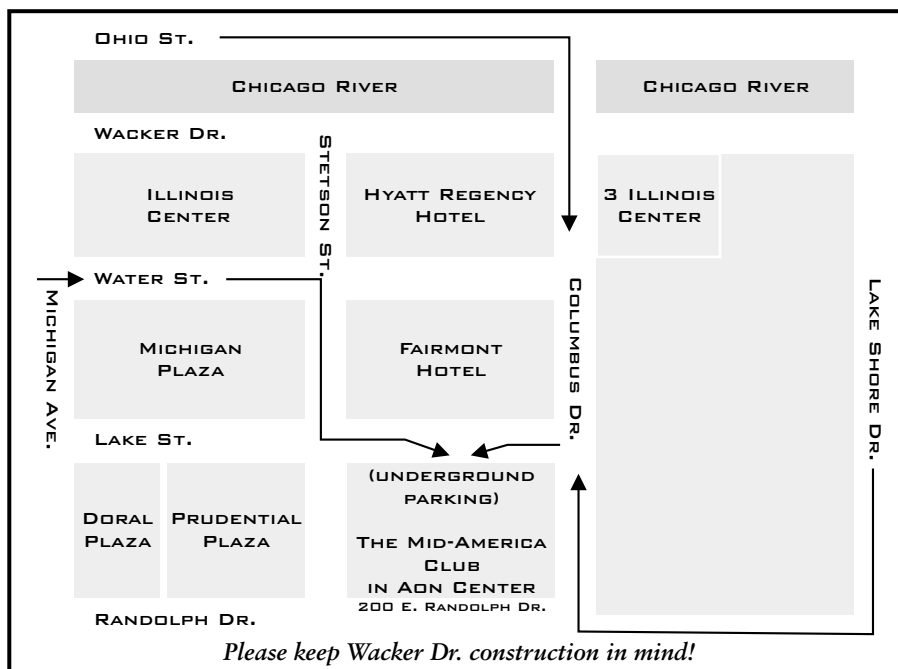 OHIO ST.
CHICAGO RIVER
CHICAGO RIVER
WACKER DR.
STETSON ST.
ILLINOIS
CENTER
HYATT REGENCY
HOTEL
3 ILLINOIS
CENTER
WATER ST.
MICHIGAN AVE.
COLUMBUS DR.
LAKE SHORE DR.
MICHIGAN
PLAZA
FAIRMONT
HOTEL
LAKE ST.
DORAL
PLAZA
PRUDENTIAL
PLAZA
(UNDERGROUND
PARKING)
THE MID-AMERICA
CLUB
IN AON CENTER
200 E. RANDOLPH DR.
RANDOLPH DR.
Please keep Wacker Dr. construction in mind!